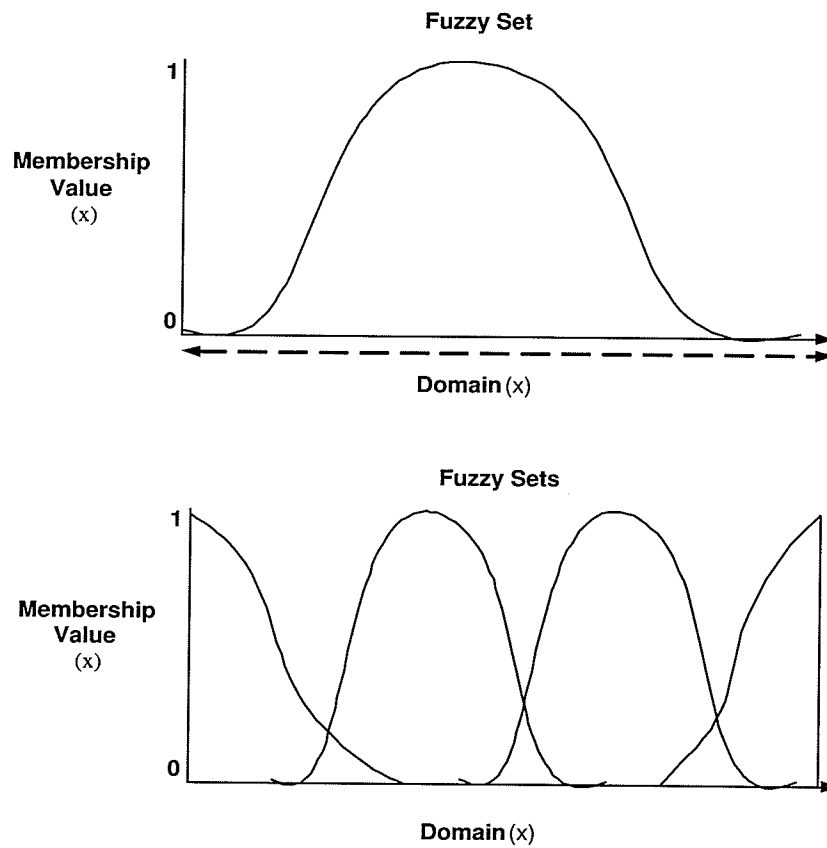 Fuzzy Set
1
Membership
Value
(x)
0
Domain (x)
Fuzzy Sets
1
Membership
Value
(x)
0
Domain (x)